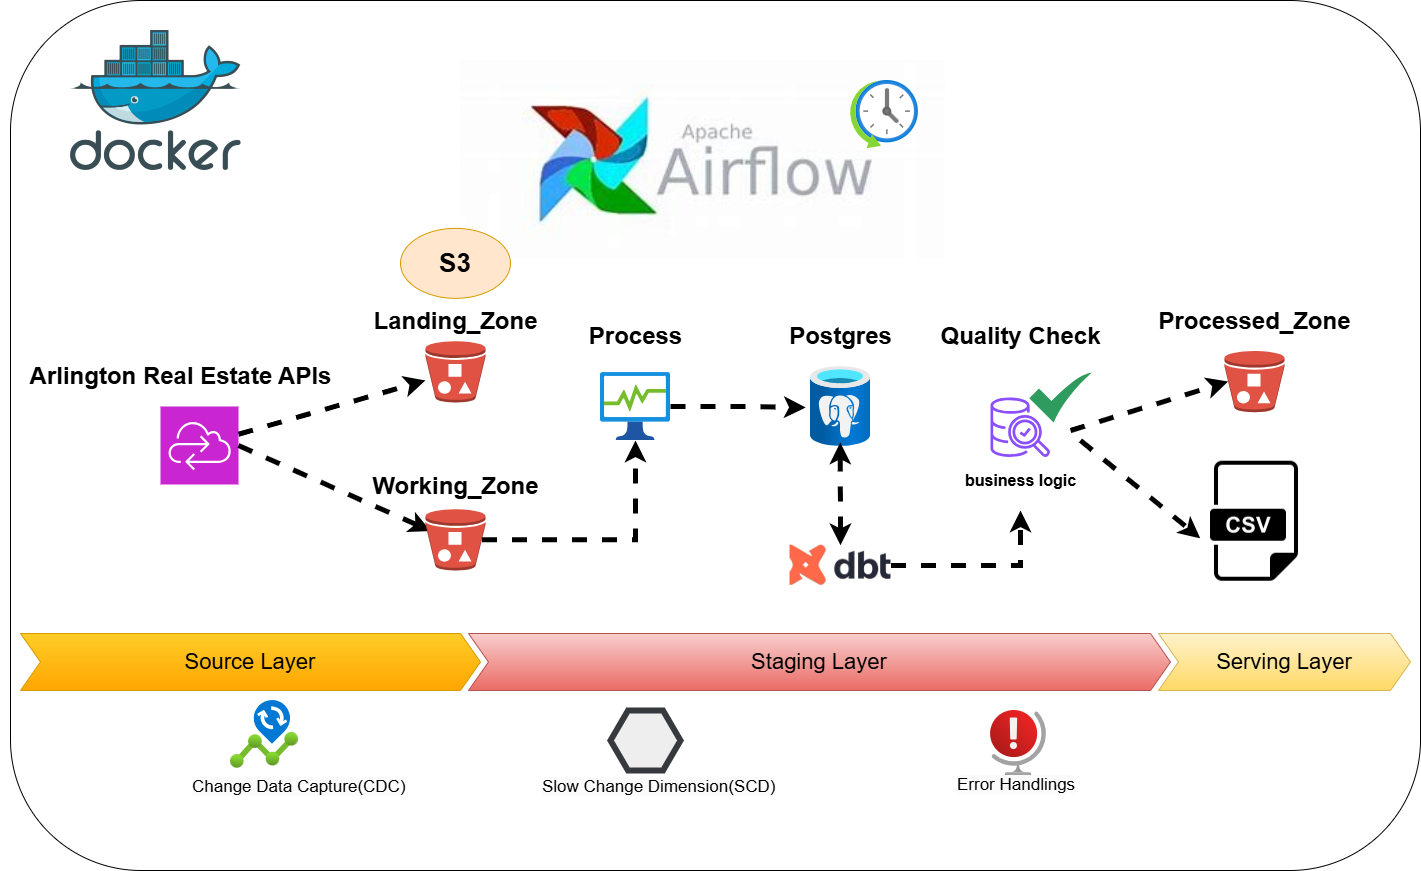 docker
Apache
Airflow
S3
Landing_Zone
Process
Postgres
Quality Check
Processed_Zone
Arlington Real Estate APIs
Working_Zone
business logic
CSV
dbt
Source Layer
Staging Layer
Serving Layer
Change Data Capture(CDC)
Slow Change Dimension(SCD)
Error Handlings